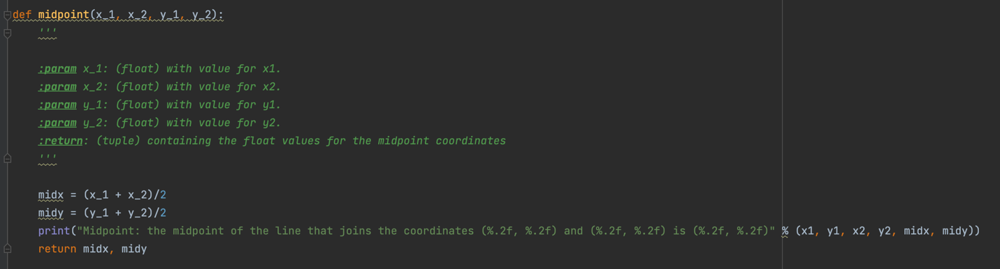 def midpoint(x_1, x_2, y_1, y_2):
'''
:param x_1: (float) with value for x1.
:param x_2: (float) with value for x2.
:param y_1: (float) with value for y1.
:param y_2: (float) with value for y2.
:return: (tuple) containing the float values for the midpoint coordinates
'''
midx = (x_1 + x_2)/2
midy = (y_1 + y_2)/2
print("Midpoint: the midpoint of the line that joins the coordinates (%.2f, %.2f) and (%.2f, %.2f) is (%.2f, %.2f)" % (x1, y1, x2, y2, midx, midy))
return midx, midy